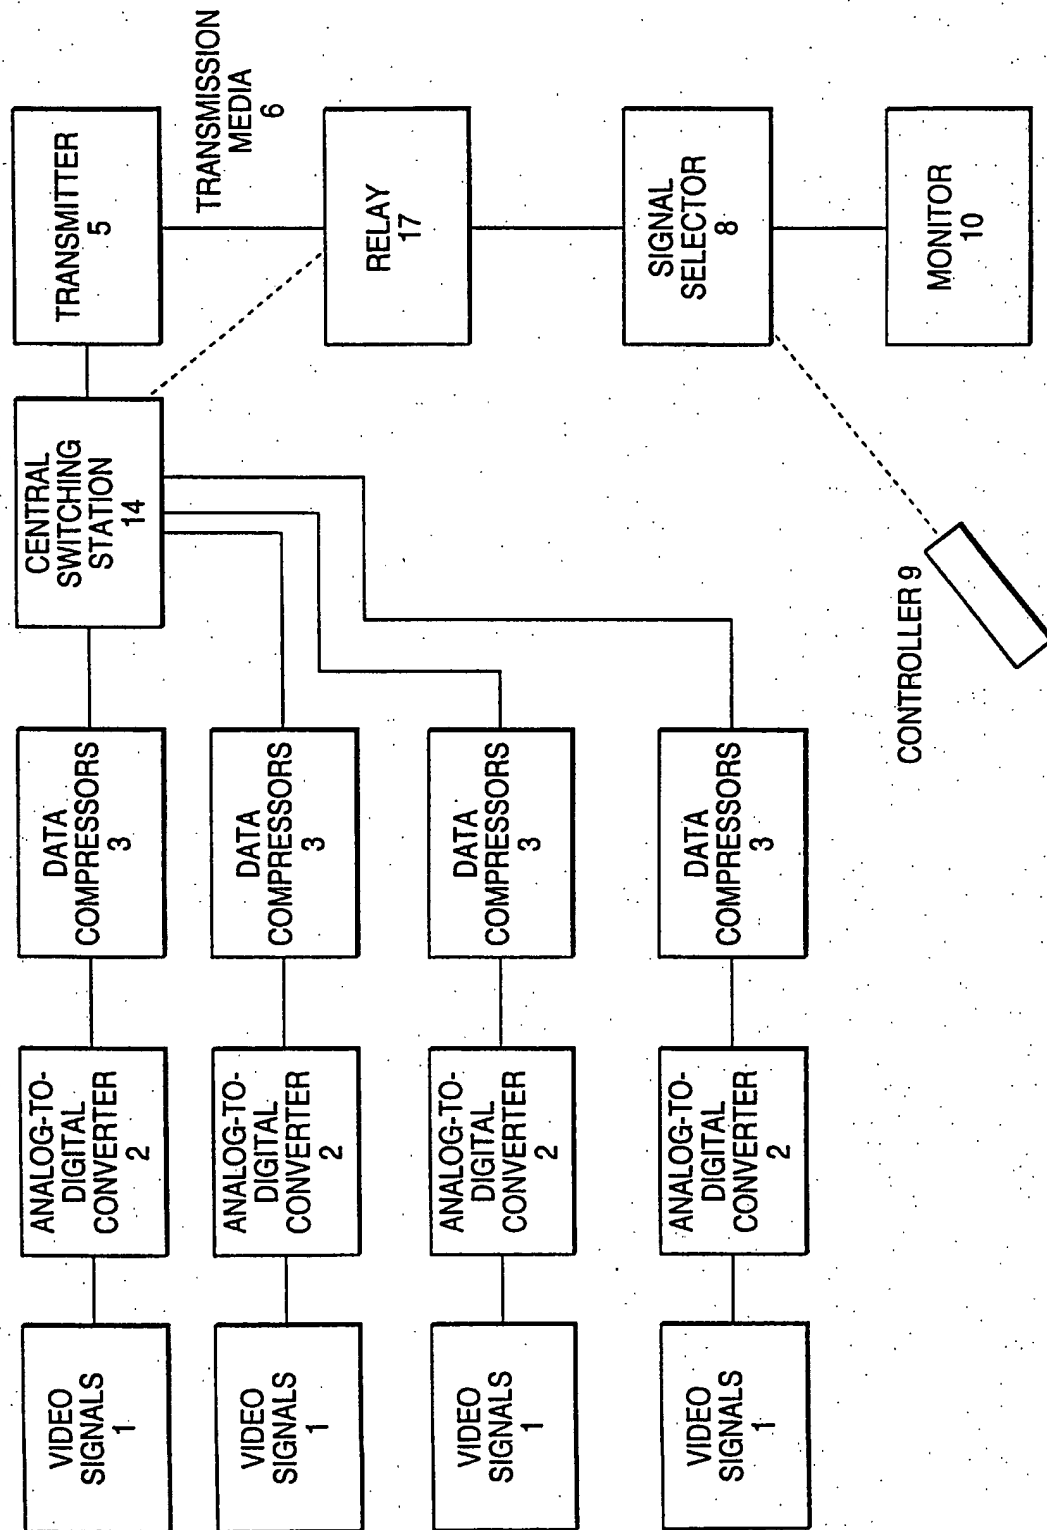 VIDEO
SIGNALS
1
ANALOG-TO-
DIGITAL
CONVERTER
2
DATA
COMPRESSORS
3
CENTRAL
SWITCHING
STATION
14
TRANSMITTER
5
VIDEO
SIGNALS
1
ANALOG-TO-
DIGITAL
CONVERTER
2
DATA
COMPRESSORS
3
TRANSMISSION
MEDIA
6
VIDEO
SIGNALS
1
ANALOG-TO-
DIGITAL
CONVERTER
2
DATA
COMPRESSORS
3
RELAY
17
VIDEO
SIGNALS
1
ANALOG-TO-
DIGITAL
CONVERTER
2
DATA
COMPRESSORS
3
SIGNAL
SELECTOR
8
CONTROLLER 9
MONITOR
10